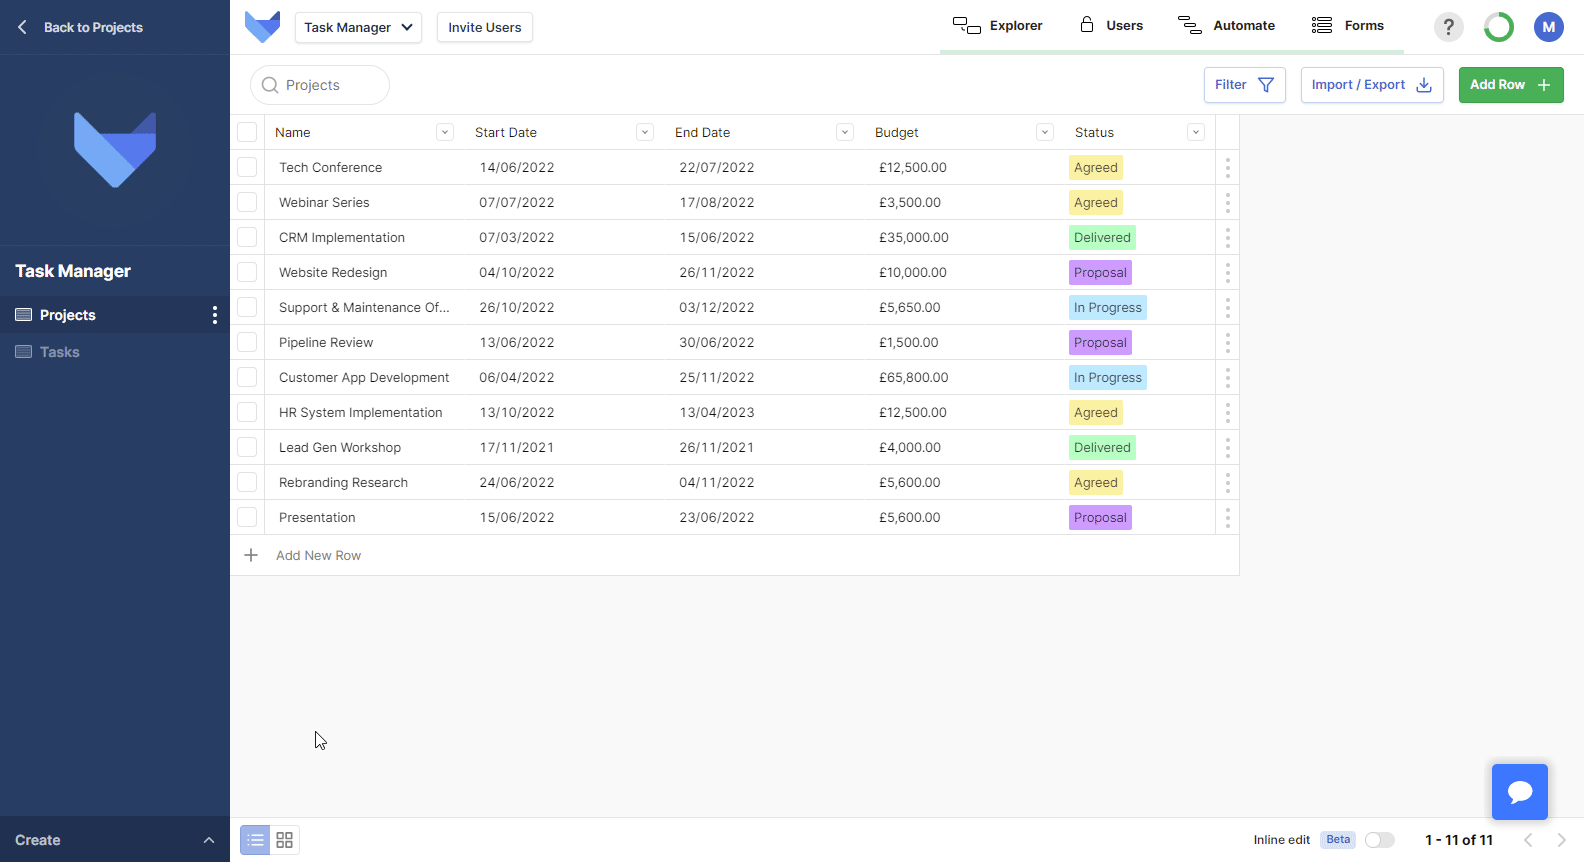 Back to Projects
Task Manager
Invite Users
Explorer
Users
Automate
Forms
?
M
Projects
Filter
Import / Export
Add Row
Task Manager
Projects
Tasks
Create
Name Start Date End Date Budget Status
Tech Conference 14/06/2022 22/07/2022 £12,500.00 Agreed
Webinar Series 07/07/2022 17/08/2022 £3,500.00 Agreed
CRM Implementation 07/03/2022 15/06/2022 £35,000.00 Delivered
Website Redesign 04/10/2022 26/11/2022 £10,000.00 Proposal
Support & Maintenance Of... 26/10/2022 03/12/2022 £5,650.00 In Progress
Pipeline Review 13/06/2022 30/06/2022 £1,500.00 Proposal
Customer App Development 06/04/2022 25/11/2022 £65,800.00 In Progress
HR System Implementation 13/10/2022 13/04/2023 £12,500.00 Agreed
Lead Gen Workshop 17/11/2021 26/11/2021 £4,000.00 Delivered
Rebranding Research 24/06/2022 04/11/2022 £5,600.00 Agreed
Presentation 15/06/2022 23/06/2022 £5,600.00 Proposal
Add New Row
Inline edit Beta 1 - 11 of 11